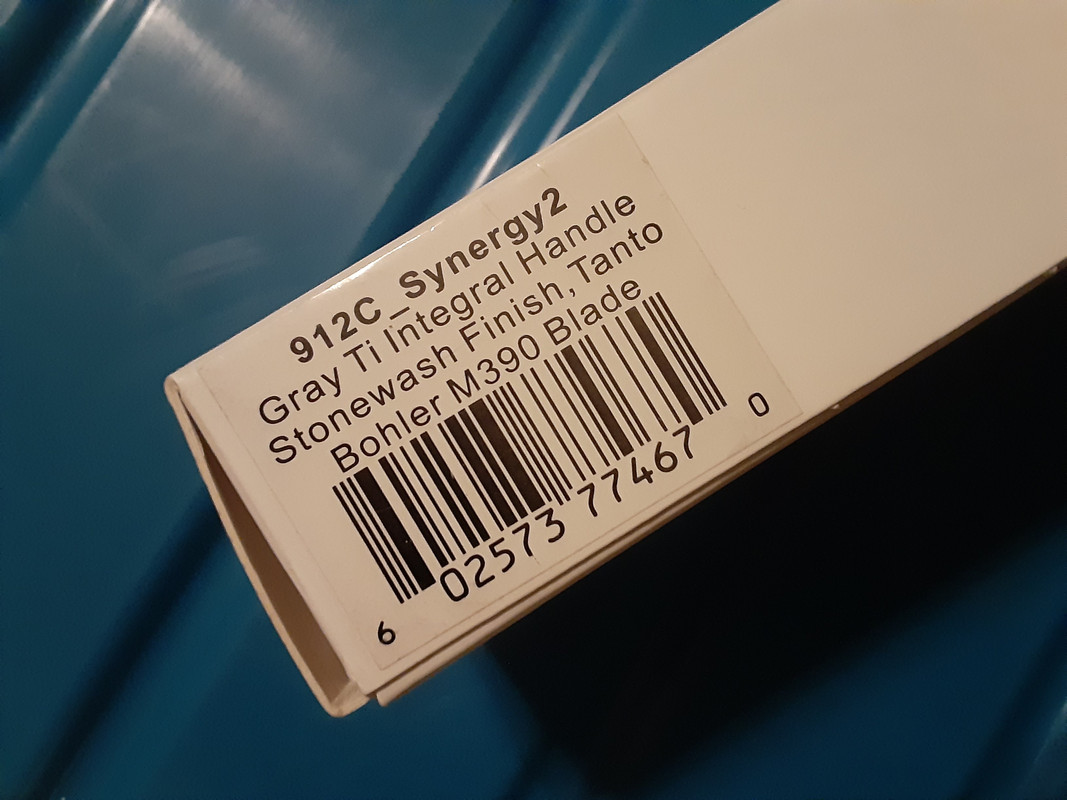 912C_Synergy2
Gray Ti Integral Handle
Stonewash Finish, Tanto
Bohler M390 Blade
6 02573 77467 0